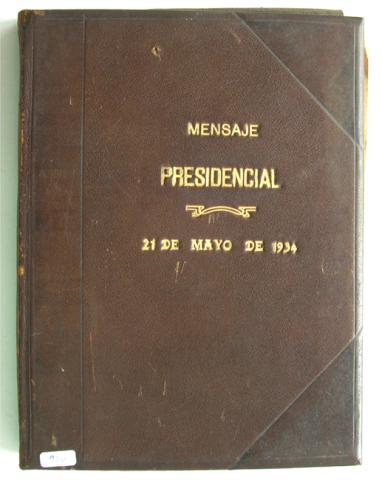 MENSAJE
PRESIDENCIAL
21 DE MAYO DE 1934